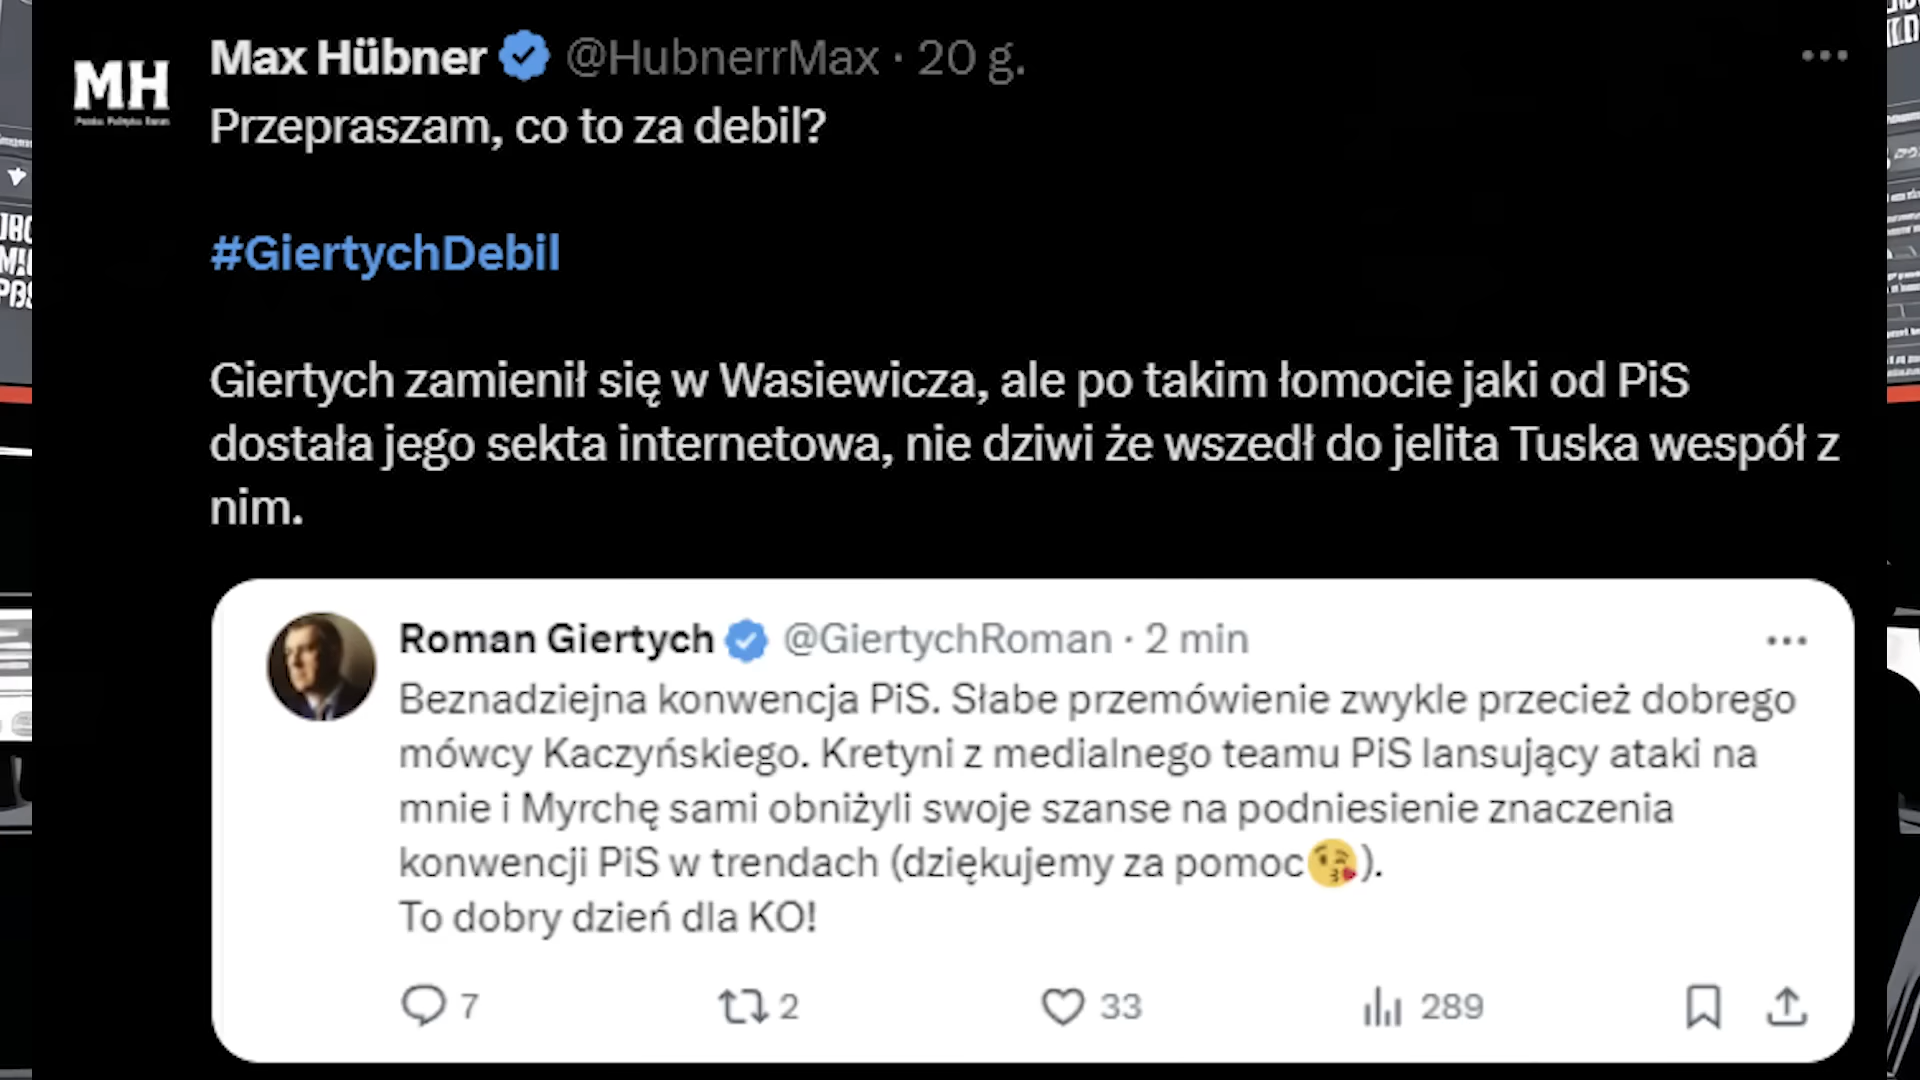 Max Hübner @HubnerrMax · 20 g.
MH
Przepraszam, co to za debil?
#GiertychDebil
Giertych zamienił się w Wasiewicza, ale po takim łomocie jaki od PiS
dostała jego sekta internetowa, nie dziwi że wszedł do jelita Tuska wespół z
nim.
Roman Giertych @GiertychRoman · 2 min
Beznadziejna konwencja PiS. Słabe przemówienie zwykle przecież dobrego
mówcy Kaczyńskiego. Kretyni z medialnego teamu PiS lansujący ataki na
mnie i Myrchę sami obniżyli swoje szanse na podniesienie znaczenia
konwencji PiS w trendach (dziękujemy za pomoc😘).
To dobry dzień dla KO!
7 2 33 289